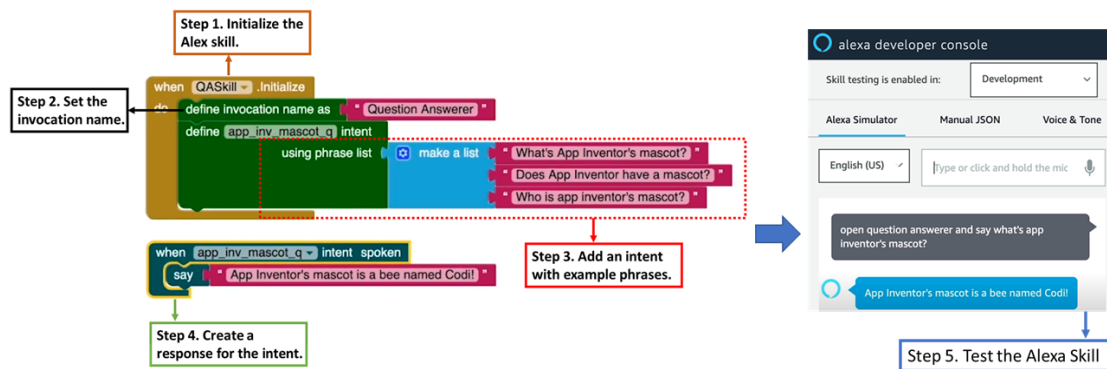 Step 1. Initialize the
Alex skill.
when QASkill .Initialize
do define invocation name as " Question Answerer "
Step 2. Set the
invocation name.
define app_inv_mascot_q intent
using phrase list make a list " What's App Inventor's mascot? "
" Does App Inventor have a mascot? "
" Who is app inventor's mascot? "
Step 3. Add an intent
with example phrases.
when app_inv_mascot_q intent spoken
say " App Inventor's mascot is a bee named Codi! "
Step 4. Create a
response for the intent.
alexa developer console
Skill testing is enabled in: Development
Alexa Simulator Manual JSON Voice & Tone
English (US) Type or click and hold the mic
open question answerer and say what's app
inventor's mascot?
App Inventor's mascot is a bee named Codi!
Step 5. Test the Alexa Skill